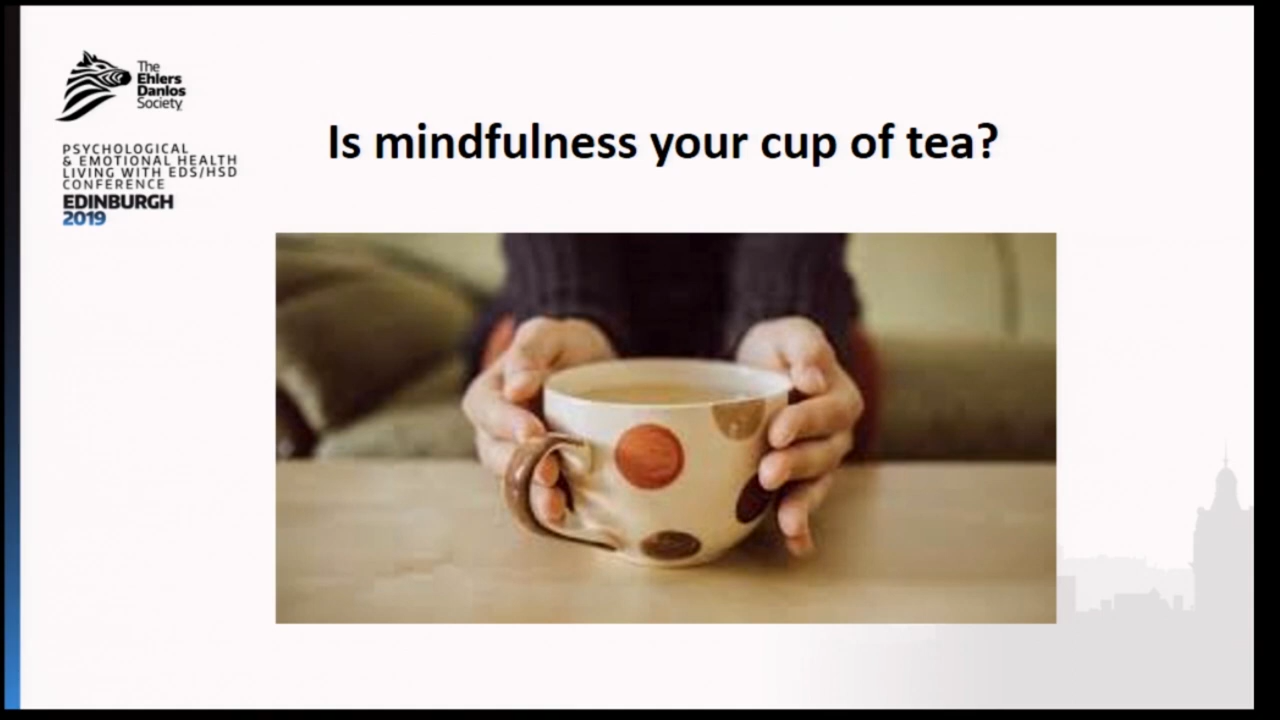 The
Ehlers
Danlos
Society
PSYCHOLOGICAL
& EMOTIONAL HEALTH
LIVING WITH EDS/HSD
CONFERENCE
EDINBURGH
2019
Is mindfulness your cup of tea?